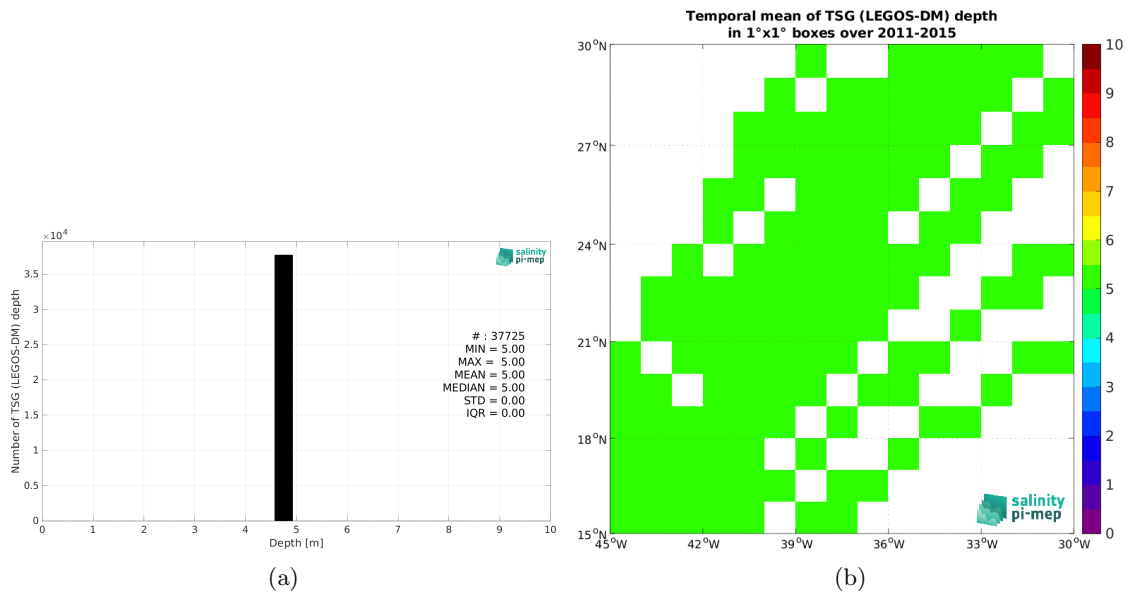 ×10⁴
3.5
3
2.5
2
1.5
1
0.5
0
Number of TSG (LEGOS-DM) depth
salinity
pi-mep
# : 37725
MIN = 5.00
MAX = 5.00
MEAN = 5.00
MEDIAN = 5.00
STD = 0.00
IQR = 0.00
0 1 2 3 4 5 6 7 8 9 10
Depth [m]
(a)
Temporal mean of TSG (LEGOS-DM) depth
in 1°x1° boxes over 2011-2015
30°N
27°N
24°N
21°N
18°N
15°N
45°W 42°W 39°W 36°W 33°W 30°W
salinity
pi-mep
10
9
8
7
6
5
4
3
2
1
0
(b)